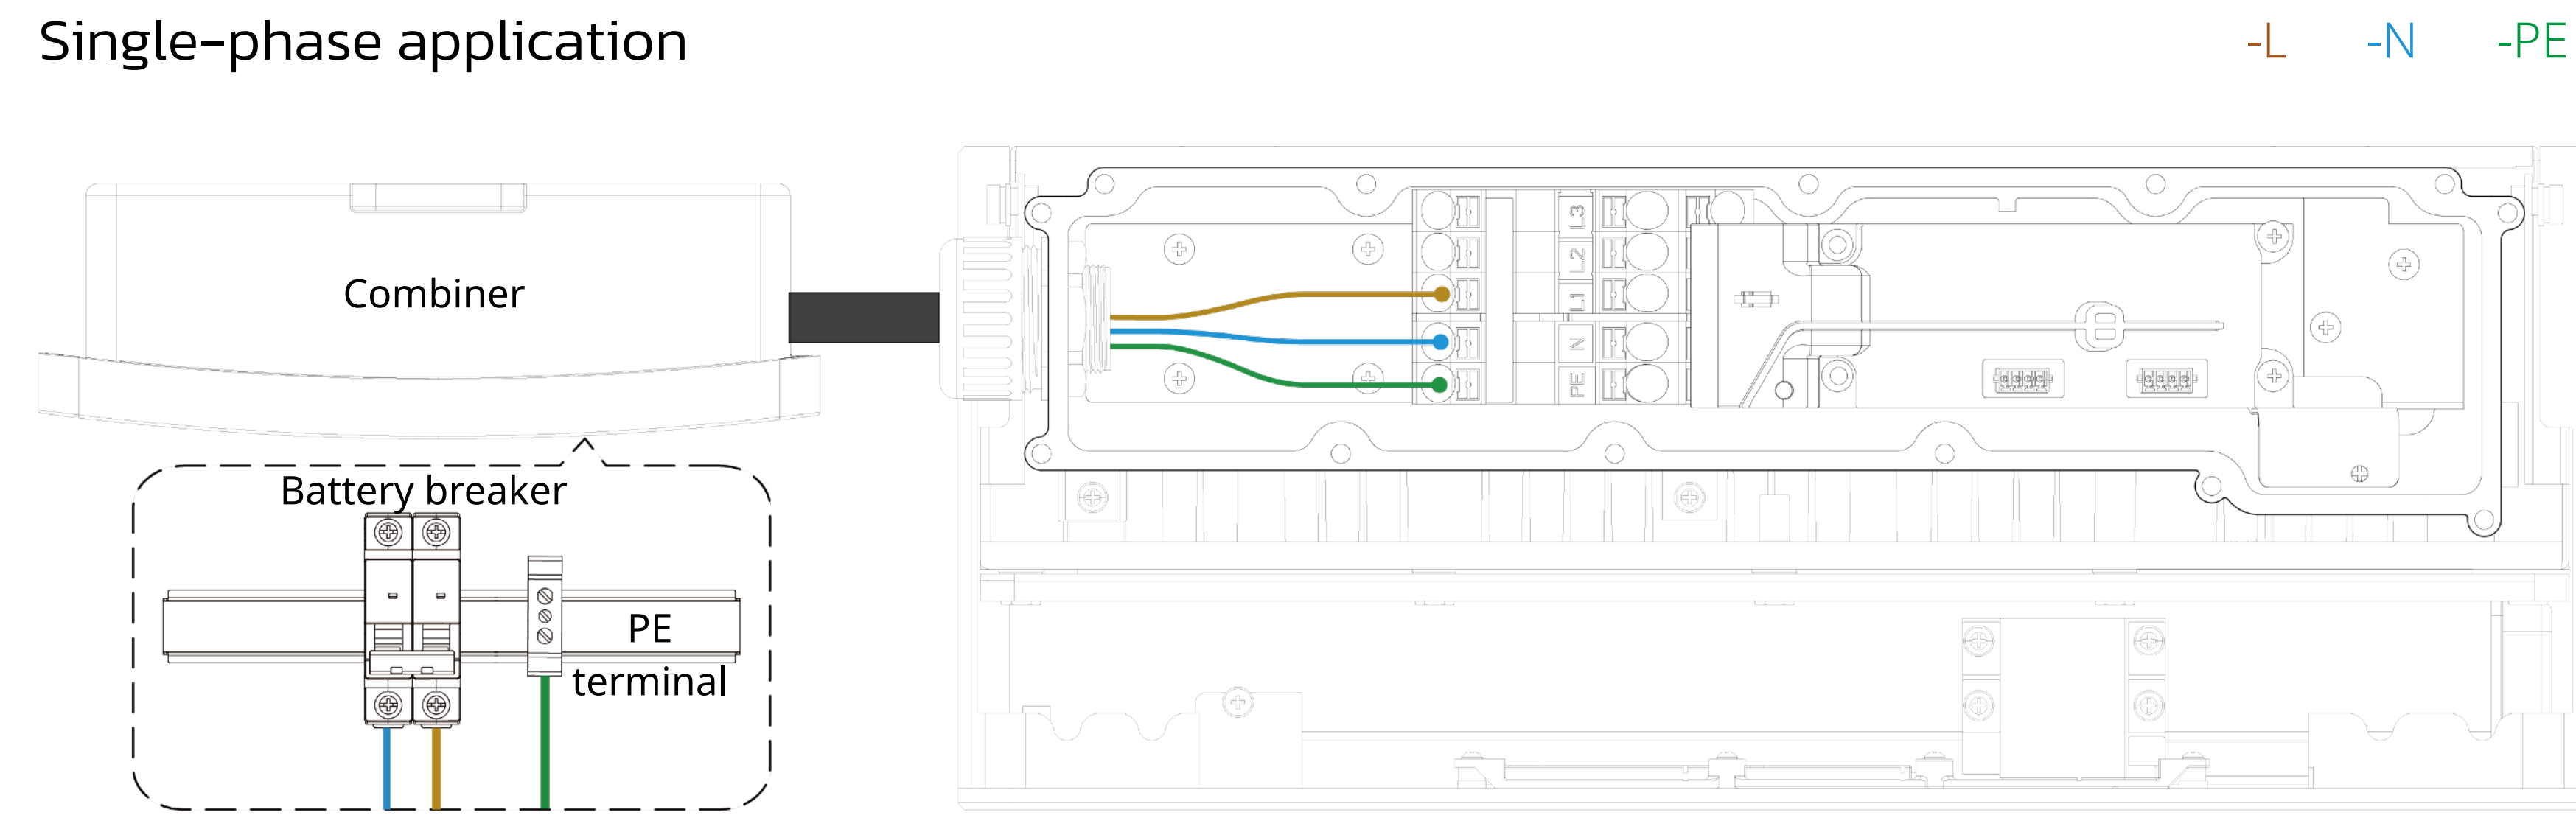 Single-phase application
-L -N -PE
Combiner
L3
L2
L1
N
PE
Battery breaker
PE
terminal